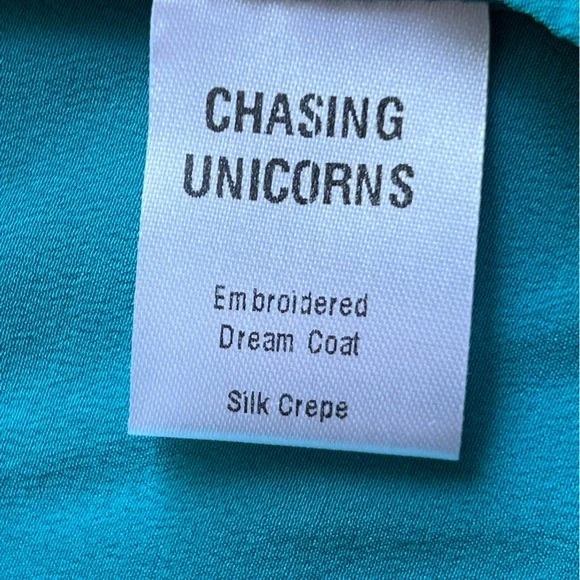 CHASING
UNICORNS
Embroidered
Dream Coat
Silk Crepe